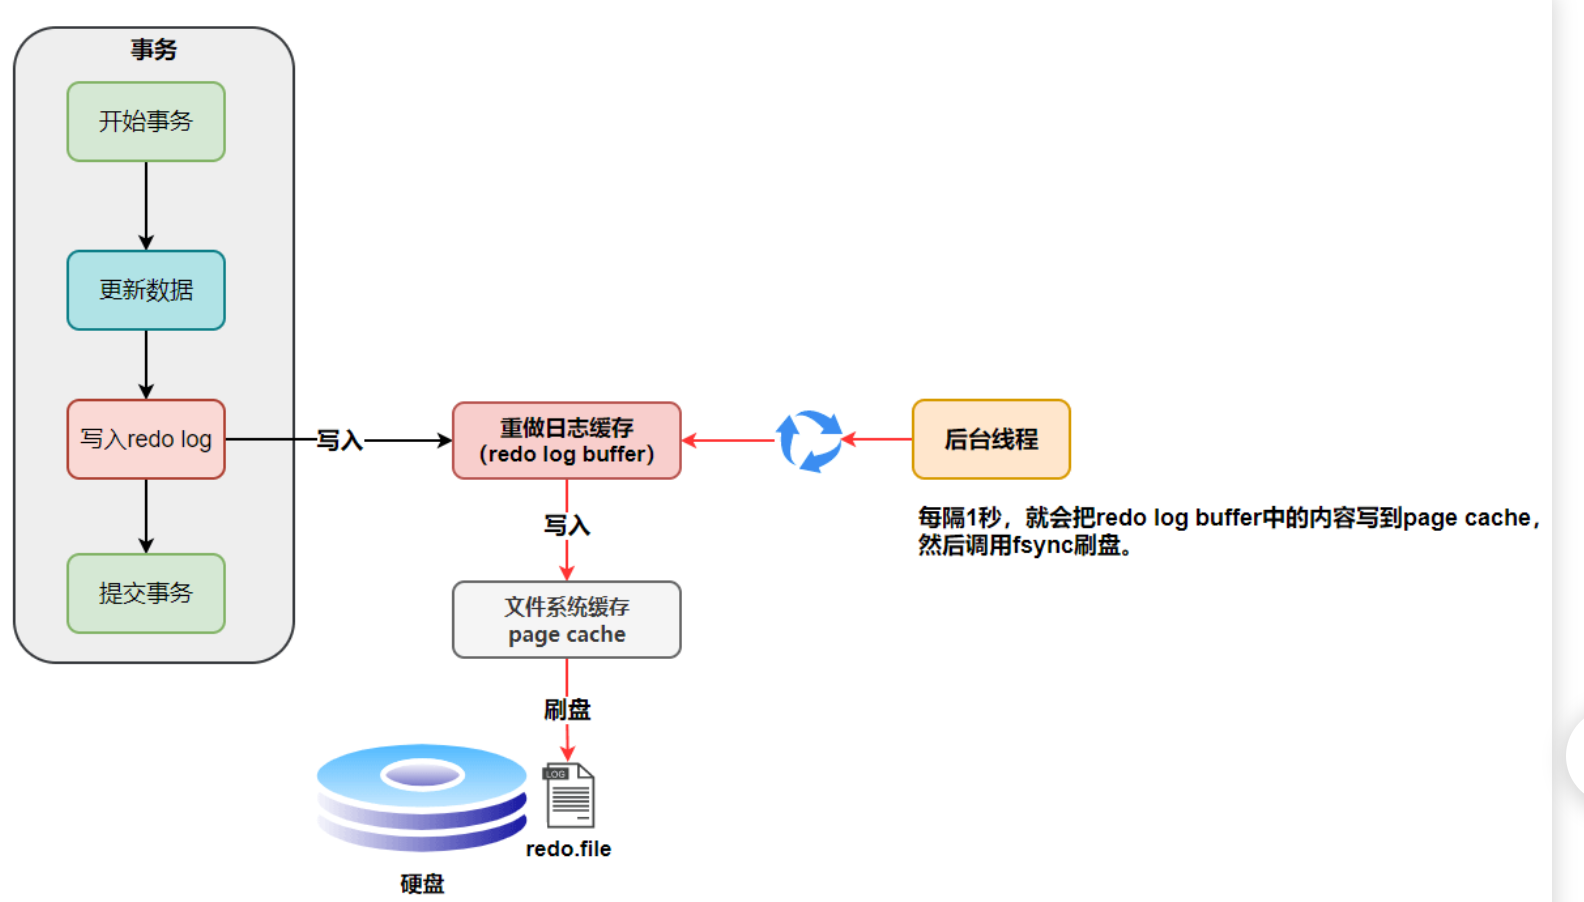 事务
开始事务
更新数据
写入redo log
提交事务
写入
重做日志缓存
（redo log buffer）
后台线程
每隔1秒，就会把redo log buffer中的内容写到page cache，
然后调用fsync刷盘。
写入
文件系统缓存
page cache
刷盘
LOG
redo.file
硬盘